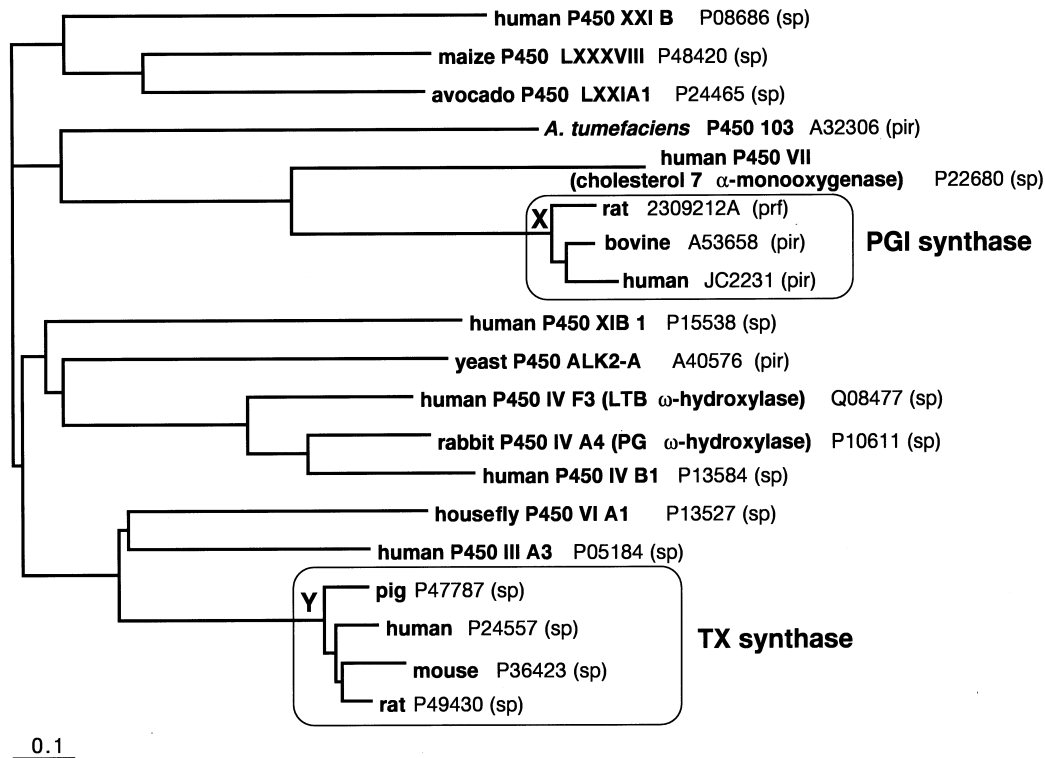 human P450 XXI B P08686 (sp)
maize P450 LXXXVIII P48420 (sp)
avocado P450 LXXIA1 P24465 (sp)
A. tumefaciens P450 103 A32306 (pir)
human P450 VII
(cholesterol 7 α-monooxygenase) P22680 (sp)
X
rat 2309212A (prf)
bovine A53658 (pir)
PGI synthase
human JC2231 (pir)
human P450 XIB 1 P15538 (sp)
yeast P450 ALK2-A A40576 (pir)
human P450 IV F3 (LTB ω-hydroxylase) Q08477 (sp)
rabbit P450 IV A4 (PG ω-hydroxylase) P10611 (sp)
human P450 IV B1 P13584 (sp)
housefly P450 VI A1 P13527 (sp)
human P450 III A3 P05184 (sp)
Y
pig P47787 (sp)
human P24557 (sp)
TX synthase
mouse P36423 (sp)
rat P49430 (sp)
0.1